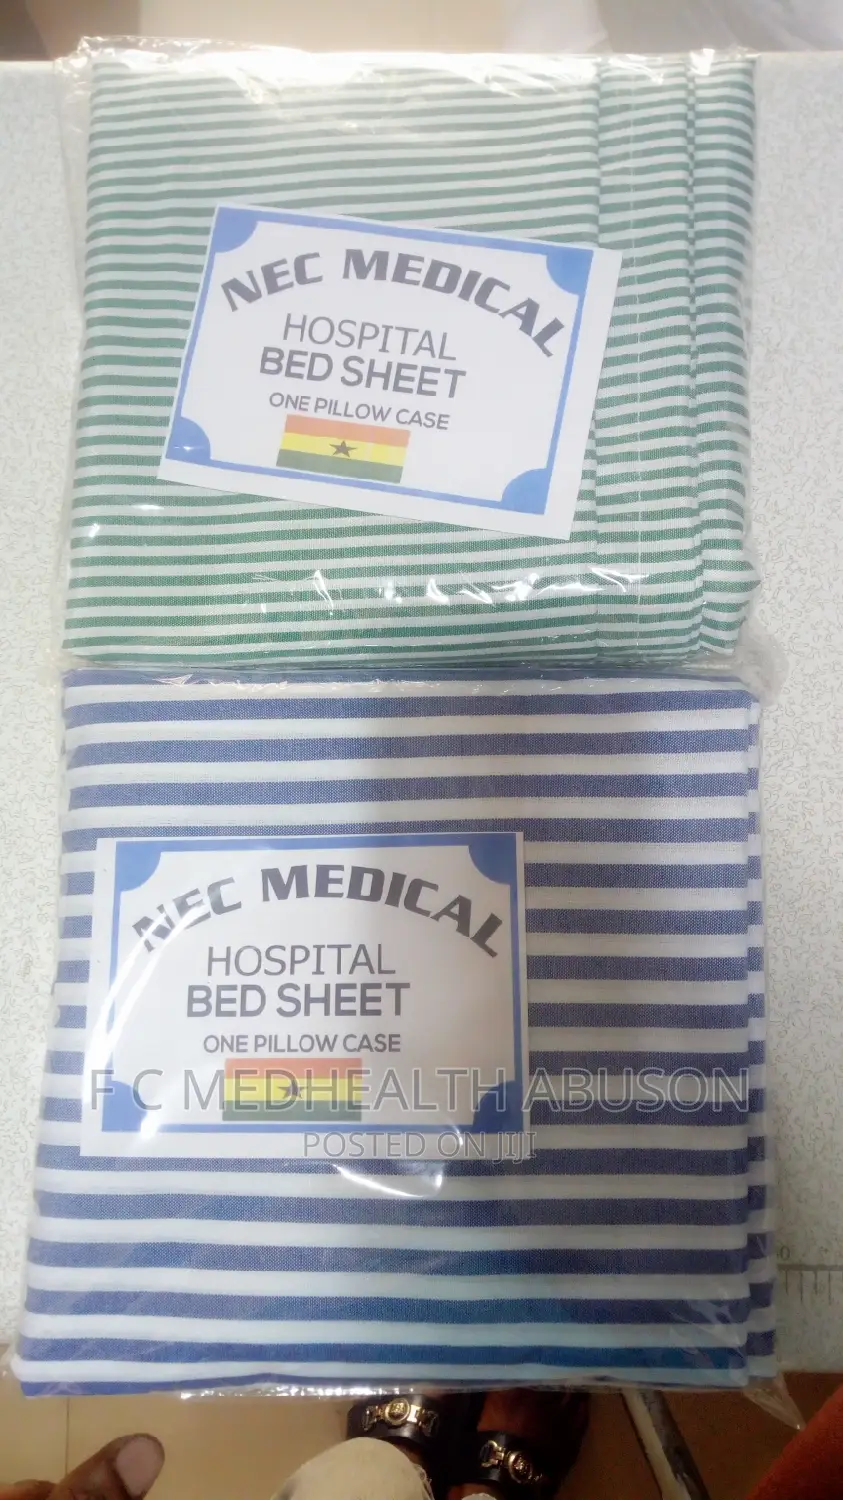 NEC MEDICAL
HOSPITAL
BED SHEET
ONE PILLOW CASE
NEC MEDICAL
HOSPITAL
BED SHEET
ONE PILLOW CASE
F C MEDHEALTH ABUSON
POSTED ON JIJI
0